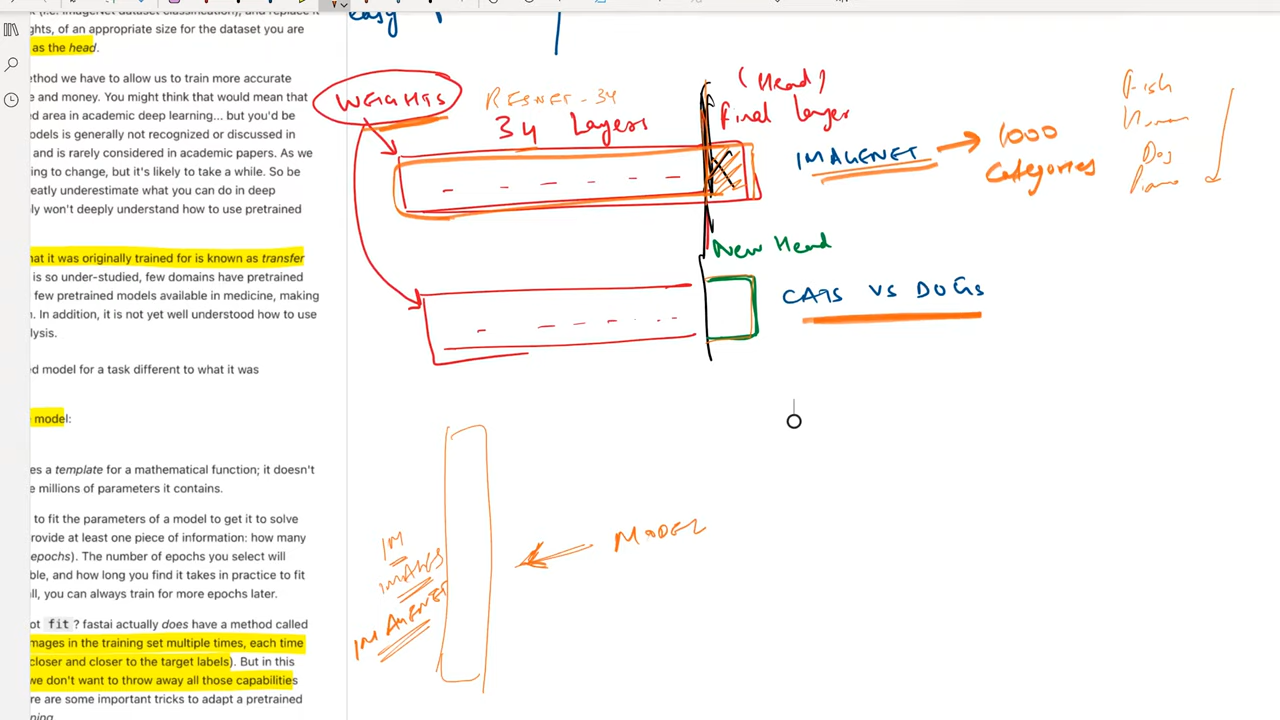 ghts, of an appropriate size for the dataset you are
as the head.
ethod we have to allow us to train more accurate
e and money. You might think that would mean that
d area in academic deep learning... but you'd be
odels is generally not recognized or discussed in
and is rarely considered in academic papers. As we
ng to change, but it's likely to take a while. So be
eatly underestimate what you can do in deep
ly won't deeply understand how to use pretrained
hat it was originally trained for is known as transfer
is so under-studied, few domains have pretrained
few pretrained models available in medicine, making
n. In addition, it is not yet well understood how to use
lysis.
ed model for a task different to what it was
model:
es a template for a mathematical function; it doesn't
e millions of parameters it contains.
to fit the parameters of a model to get it to solve
rovide at least one piece of information: how many
epochs). The number of epochs you select will
ble, and how long you find it takes in practice to fit
all, you can always train for more epochs later.
ot fit ? fastai actually does have a method called
mages in the training set multiple times, each time
closer and closer to the target labels). But in this
we don't want to throw away all those capabilities
re are some important tricks to adapt a pretrained
ning.
easy
WEIGHTS
RESNET-34
34 Layers
(Head)
Final Layer
IMAGENET
1000
Categories
Fish
Human
Dog
New Head
CATS VS DOGS
IM
IMAGES
IMAGENET
MODEL